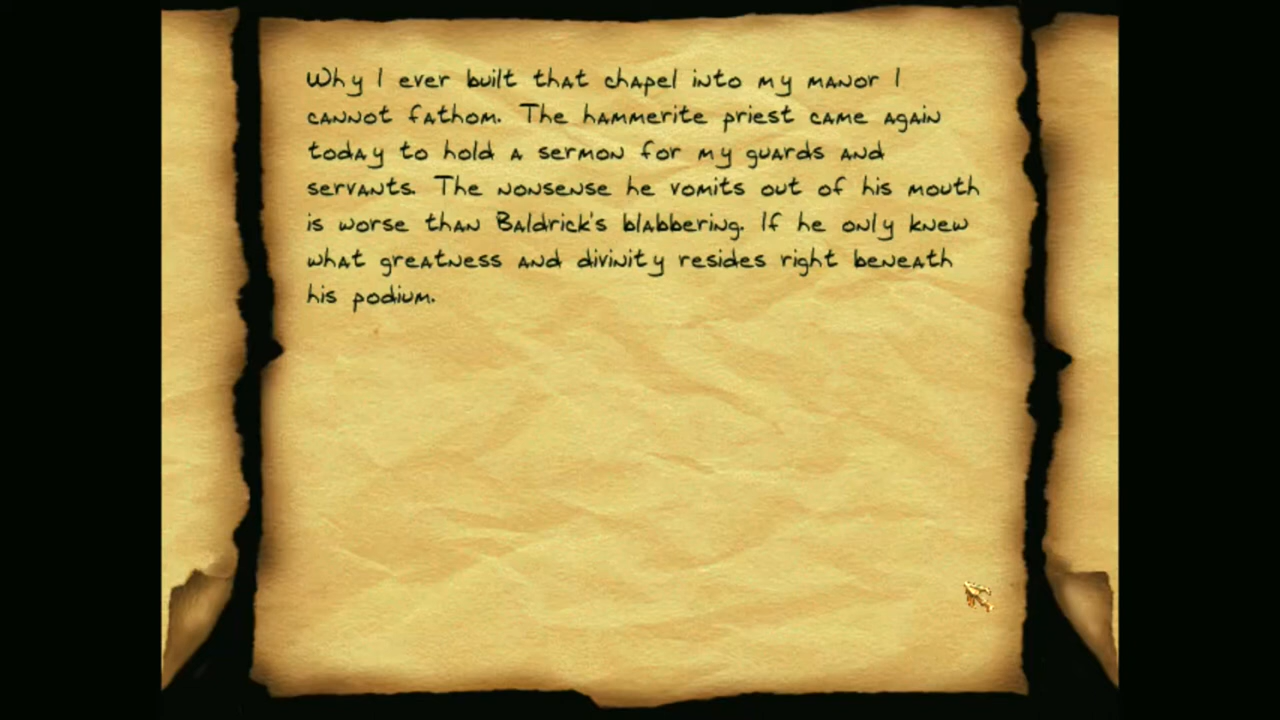 Why I ever built that chapel into my manor I
cannot fathom. The hammerite priest came again
today to hold a sermon for my guards and
servants. The nonsense he vomits out of his mouth
is worse than Baldrick's blabbering. If he only knew
what greatness and divinity resides right beneath
his podium.